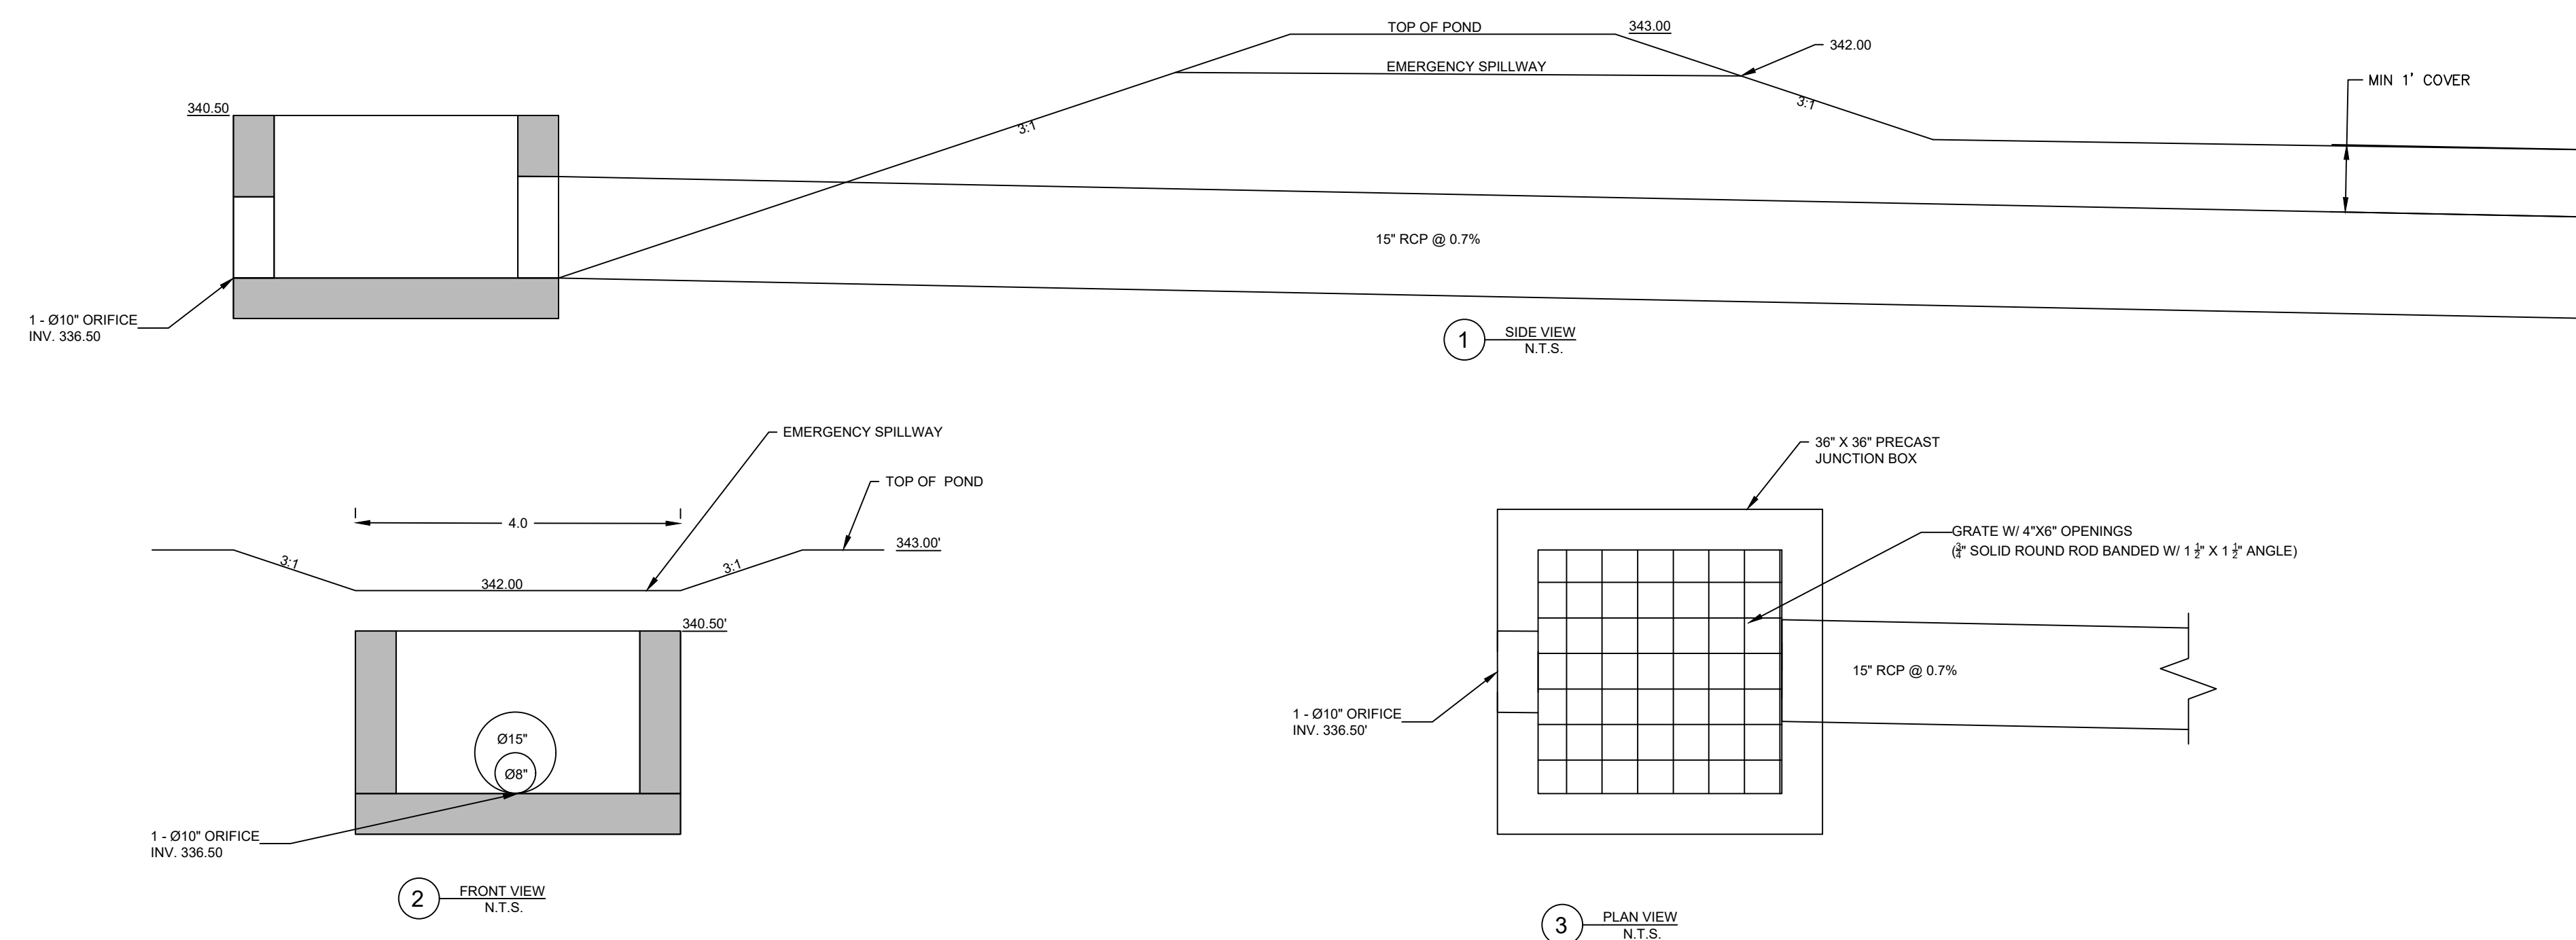 TOP OF POND
343.00
342.00
EMERGENCY SPILLWAY
MIN 1' COVER
340.50
3:1
3:1
15" RCP @ 0.7%
1 - Ø10" ORIFICE
INV. 336.50
1
SIDE VIEW
N.T.S.
EMERGENCY SPILLWAY
TOP OF POND
4.0
343.00'
3:1
3:1
342.00
340.50'
Ø15"
Ø8"
1 - Ø10" ORIFICE
INV. 336.50
2
FRONT VIEW
N.T.S.
36" X 36" PRECAST
JUNCTION BOX
GRATE W/ 4"X6" OPENINGS
(3/4" SOLID ROUND ROD BANDED W/ 1 1/2" X 1 1/2" ANGLE)
15" RCP @ 0.7%
1 - Ø10" ORIFICE
INV. 336.50'
3
PLAN VIEW
N.T.S.